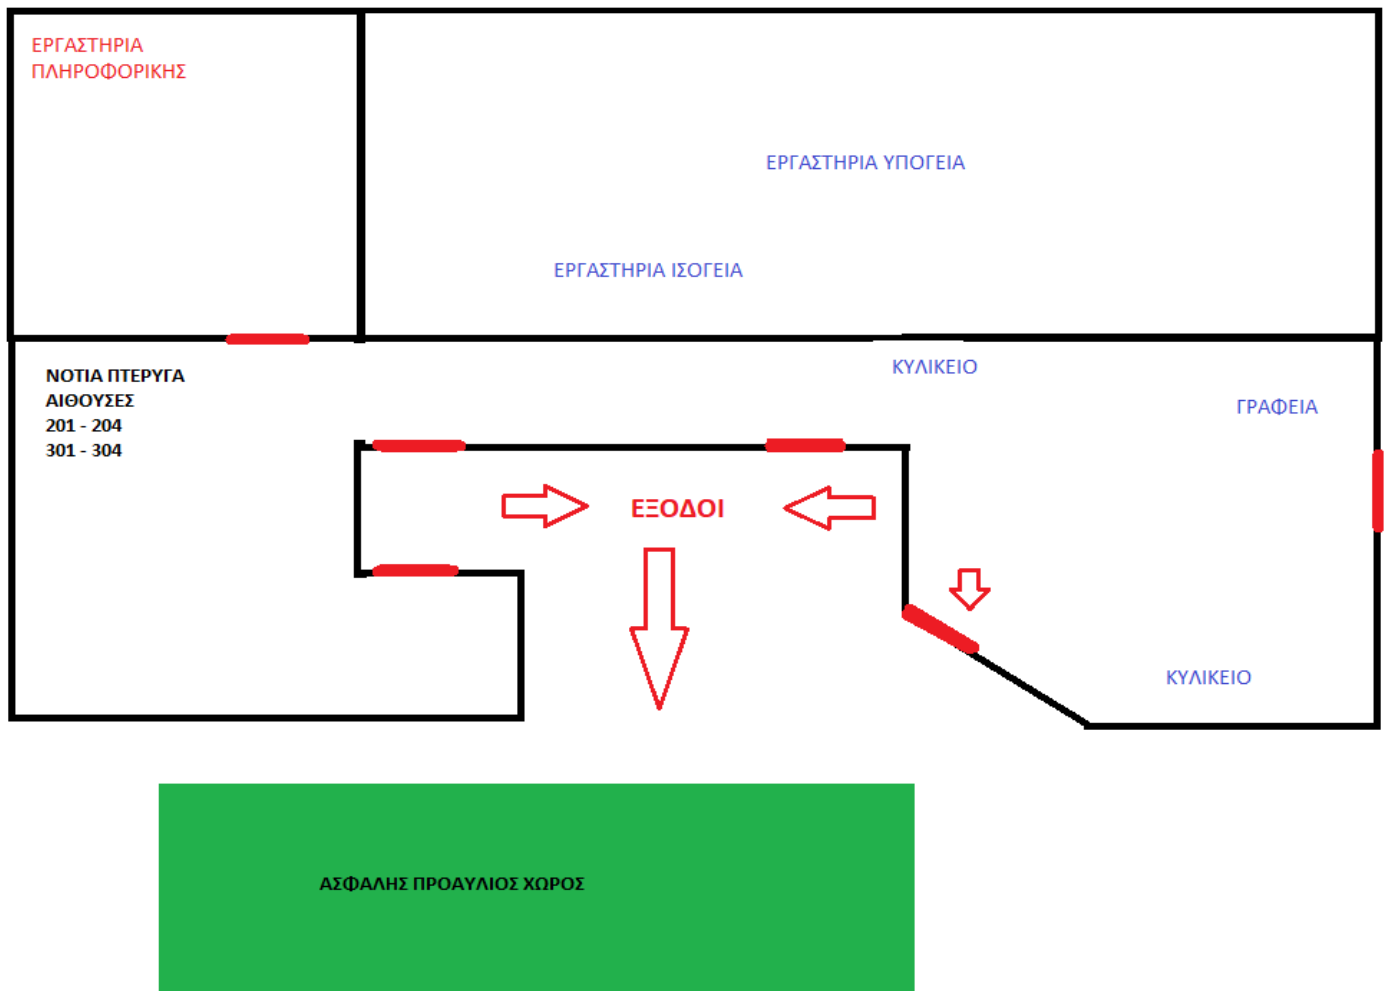 ΕΡΓΑΣΤΗΡΙΑ
ΠΛΗΡΟΦΟΡΙΚΗΣ
ΕΡΓΑΣΤΗΡΙΑ ΥΠΟΓΕΙΑ
ΕΡΓΑΣΤΗΡΙΑ ΙΣΟΓΕΙΑ
ΝΟΤΙΑ ΠΤΕΡΥΓΑ
ΑΙΘΟΥΣΕΣ
201 - 204
301 - 304
ΚΥΛΙΚΕΙΟ
ΓΡΑΦΕΙΑ
ΕΞΟΔΟΙ
ΚΥΛΙΚΕΙΟ
ΑΣΦΑΛΗΣ ΠΡΟΑΥΛΙΟΣ ΧΩΡΟΣ